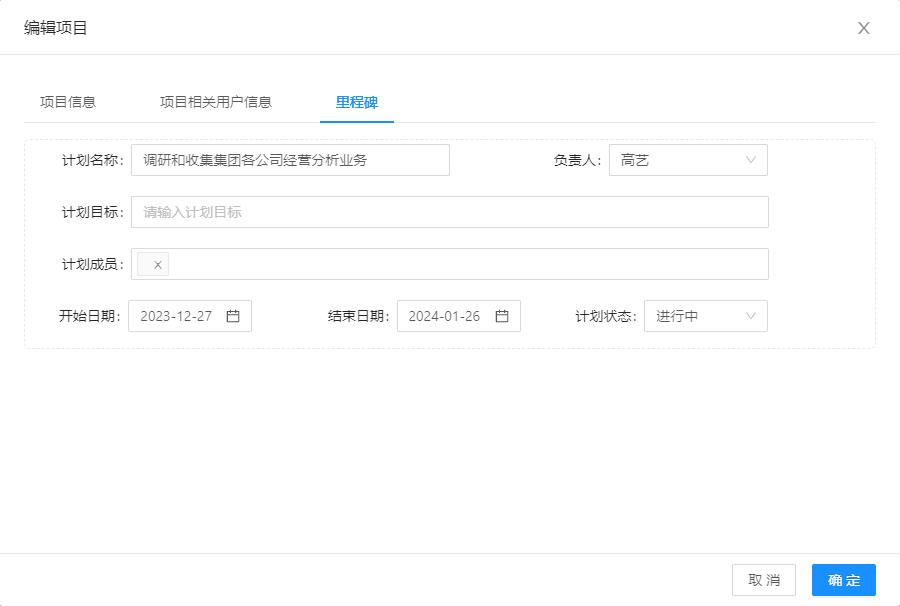 编辑项目
项目信息 项目相关用户信息 里程碑
计划名称： 调研和收集集团各公司经营分析业务 负责人： 高艺
计划目标： 请输入计划目标
计划成员：
开始日期： 2023-12-27 结束日期： 2024-01-26 计划状态： 进行中
取 消 确 定